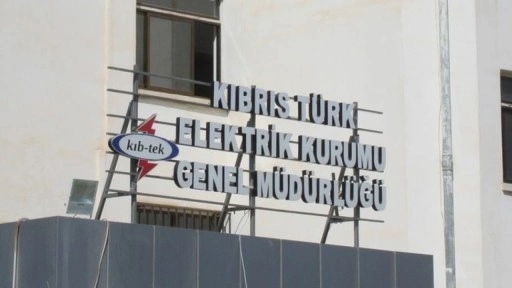 KIBRIS TÜRK
ELEKTRİK KURUMU
GENEL MÜDÜRLÜĞÜ
kıb-tek